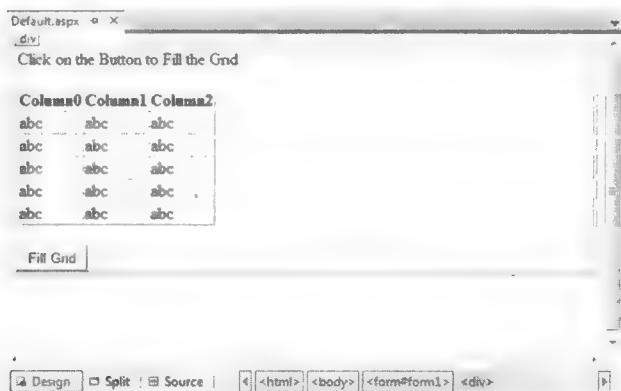 Default.aspx
div
Click on the Button to Fill the Grid
Column0 Column1 Column2
abc abc abc
abc abc abc
abc abc abc
abc abc abc
abc abc abc
Fill Grid
Design Split Source <html> <body> <form#form1> <div>